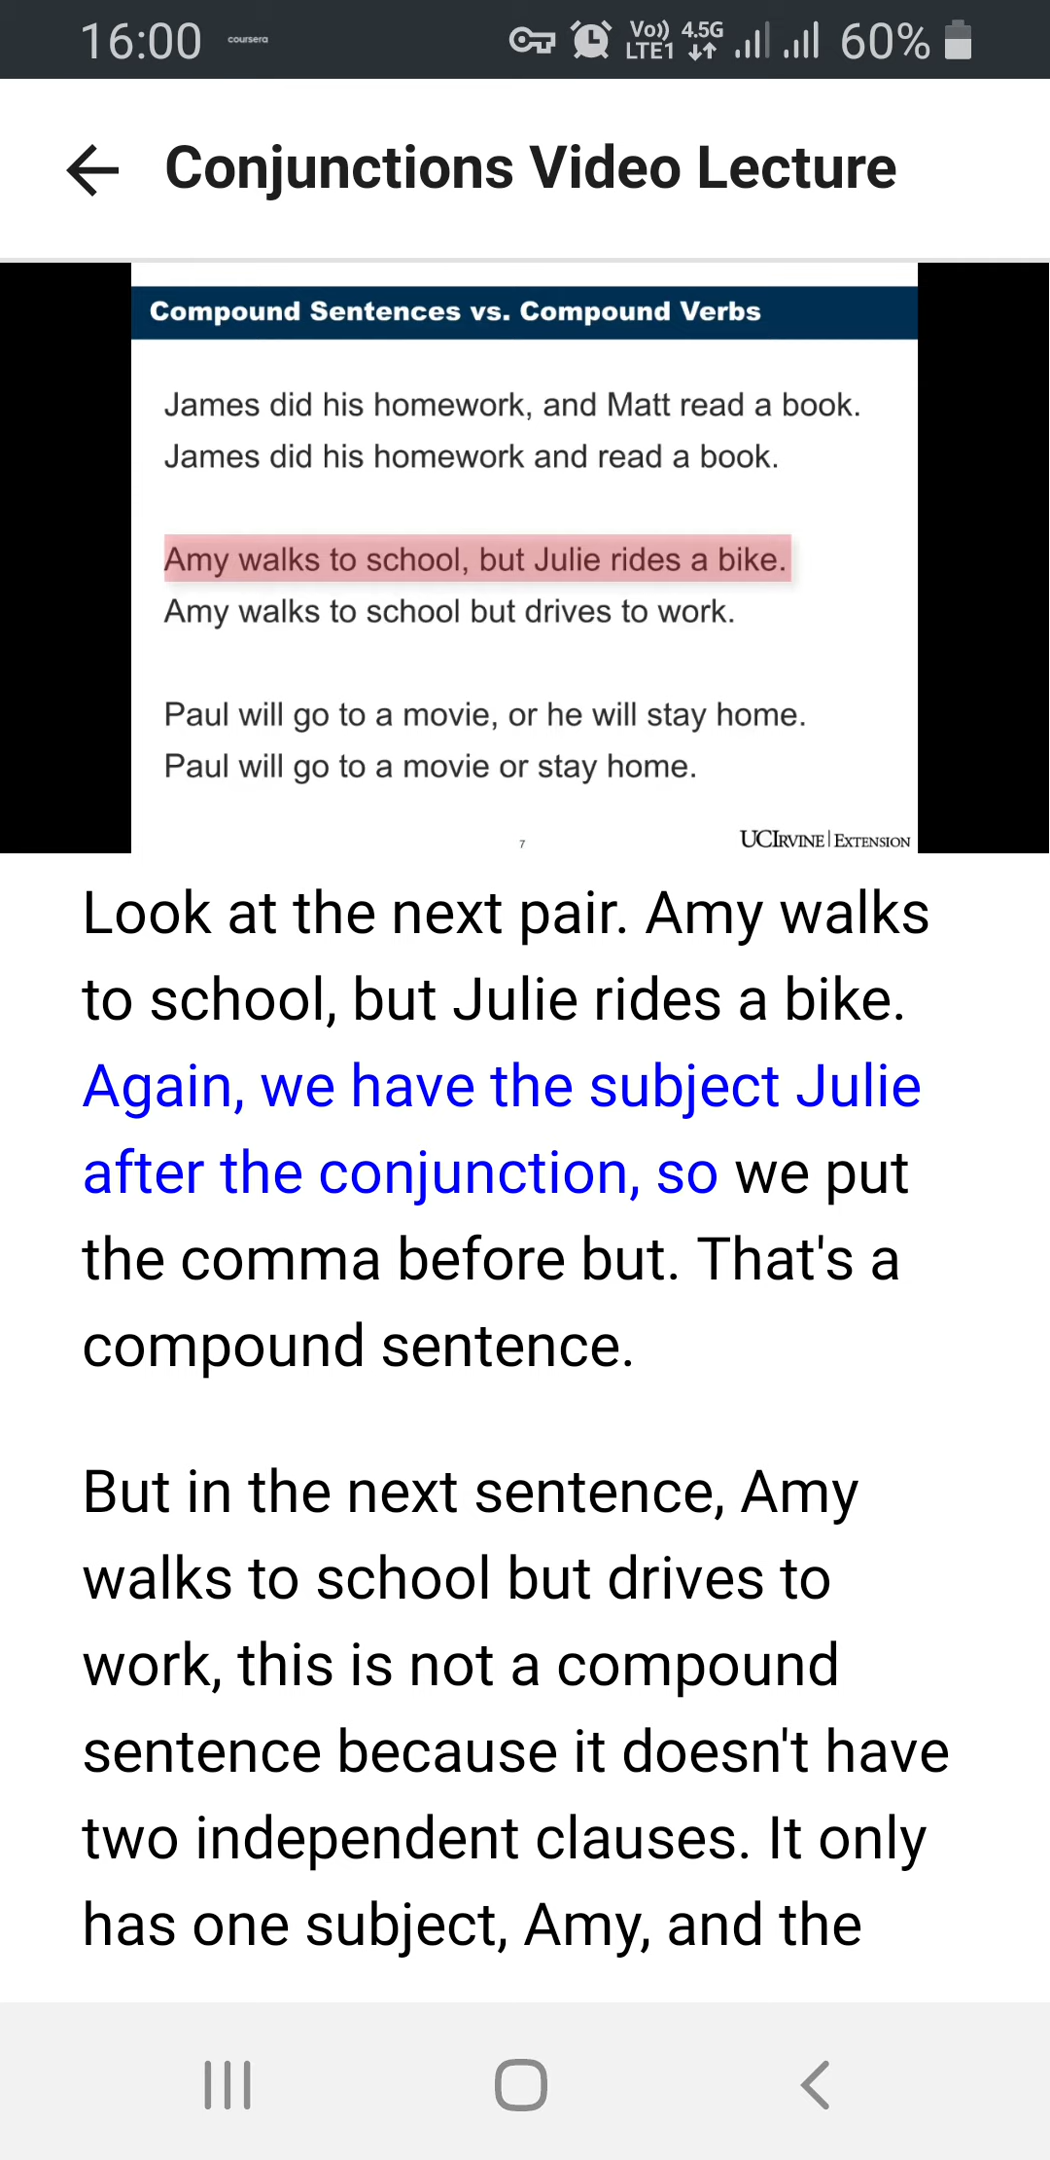 16:00 coursera Vo)) LTE1 4.5G 60%
Conjunctions Video Lecture
Compound Sentences vs. Compound Verbs
James did his homework, and Matt read a book.
James did his homework and read a book.
Amy walks to school, but Julie rides a bike.
Amy walks to school but drives to work.
Paul will go to a movie, or he will stay home.
Paul will go to a movie or stay home.
7 UCIRVINE | EXTENSION
Look at the next pair. Amy walks
to school, but Julie rides a bike.
Again, we have the subject Julie
after the conjunction, so we put
the comma before but. That's a
compound sentence.
But in the next sentence, Amy
walks to school but drives to
work, this is not a compound
sentence because it doesn't have
two independent clauses. It only
has one subject, Amy, and the